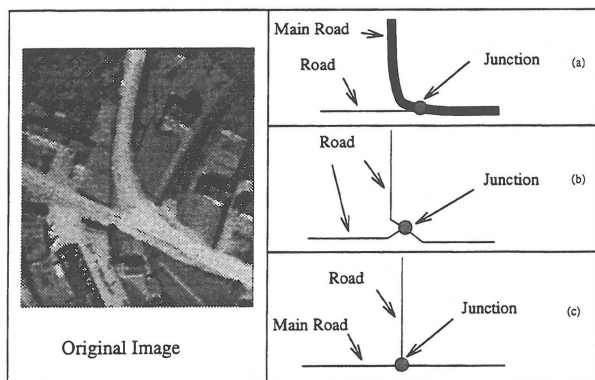 Original Image
Main Road
Road
Junction
(a)
Road
Junction
(b)
Road
Main Road
Junction
(c)